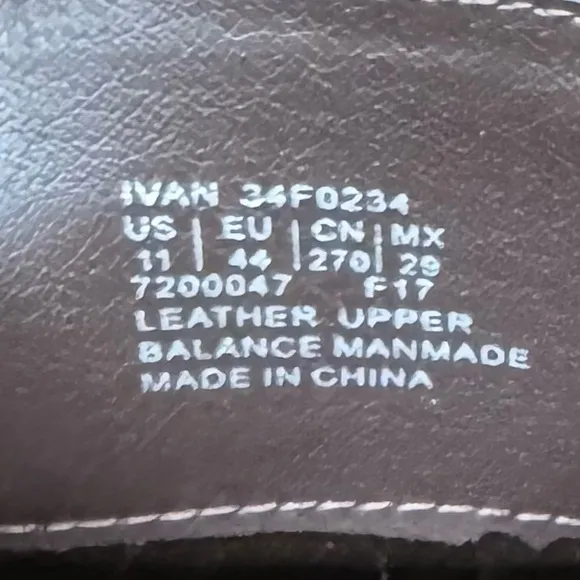 IVAN 34F0234
US | EU | CN | MX
11 | 44 | 270 | 29
7200047 F17
LEATHER UPPER
BALANCE MANMADE
MADE IN CHINA